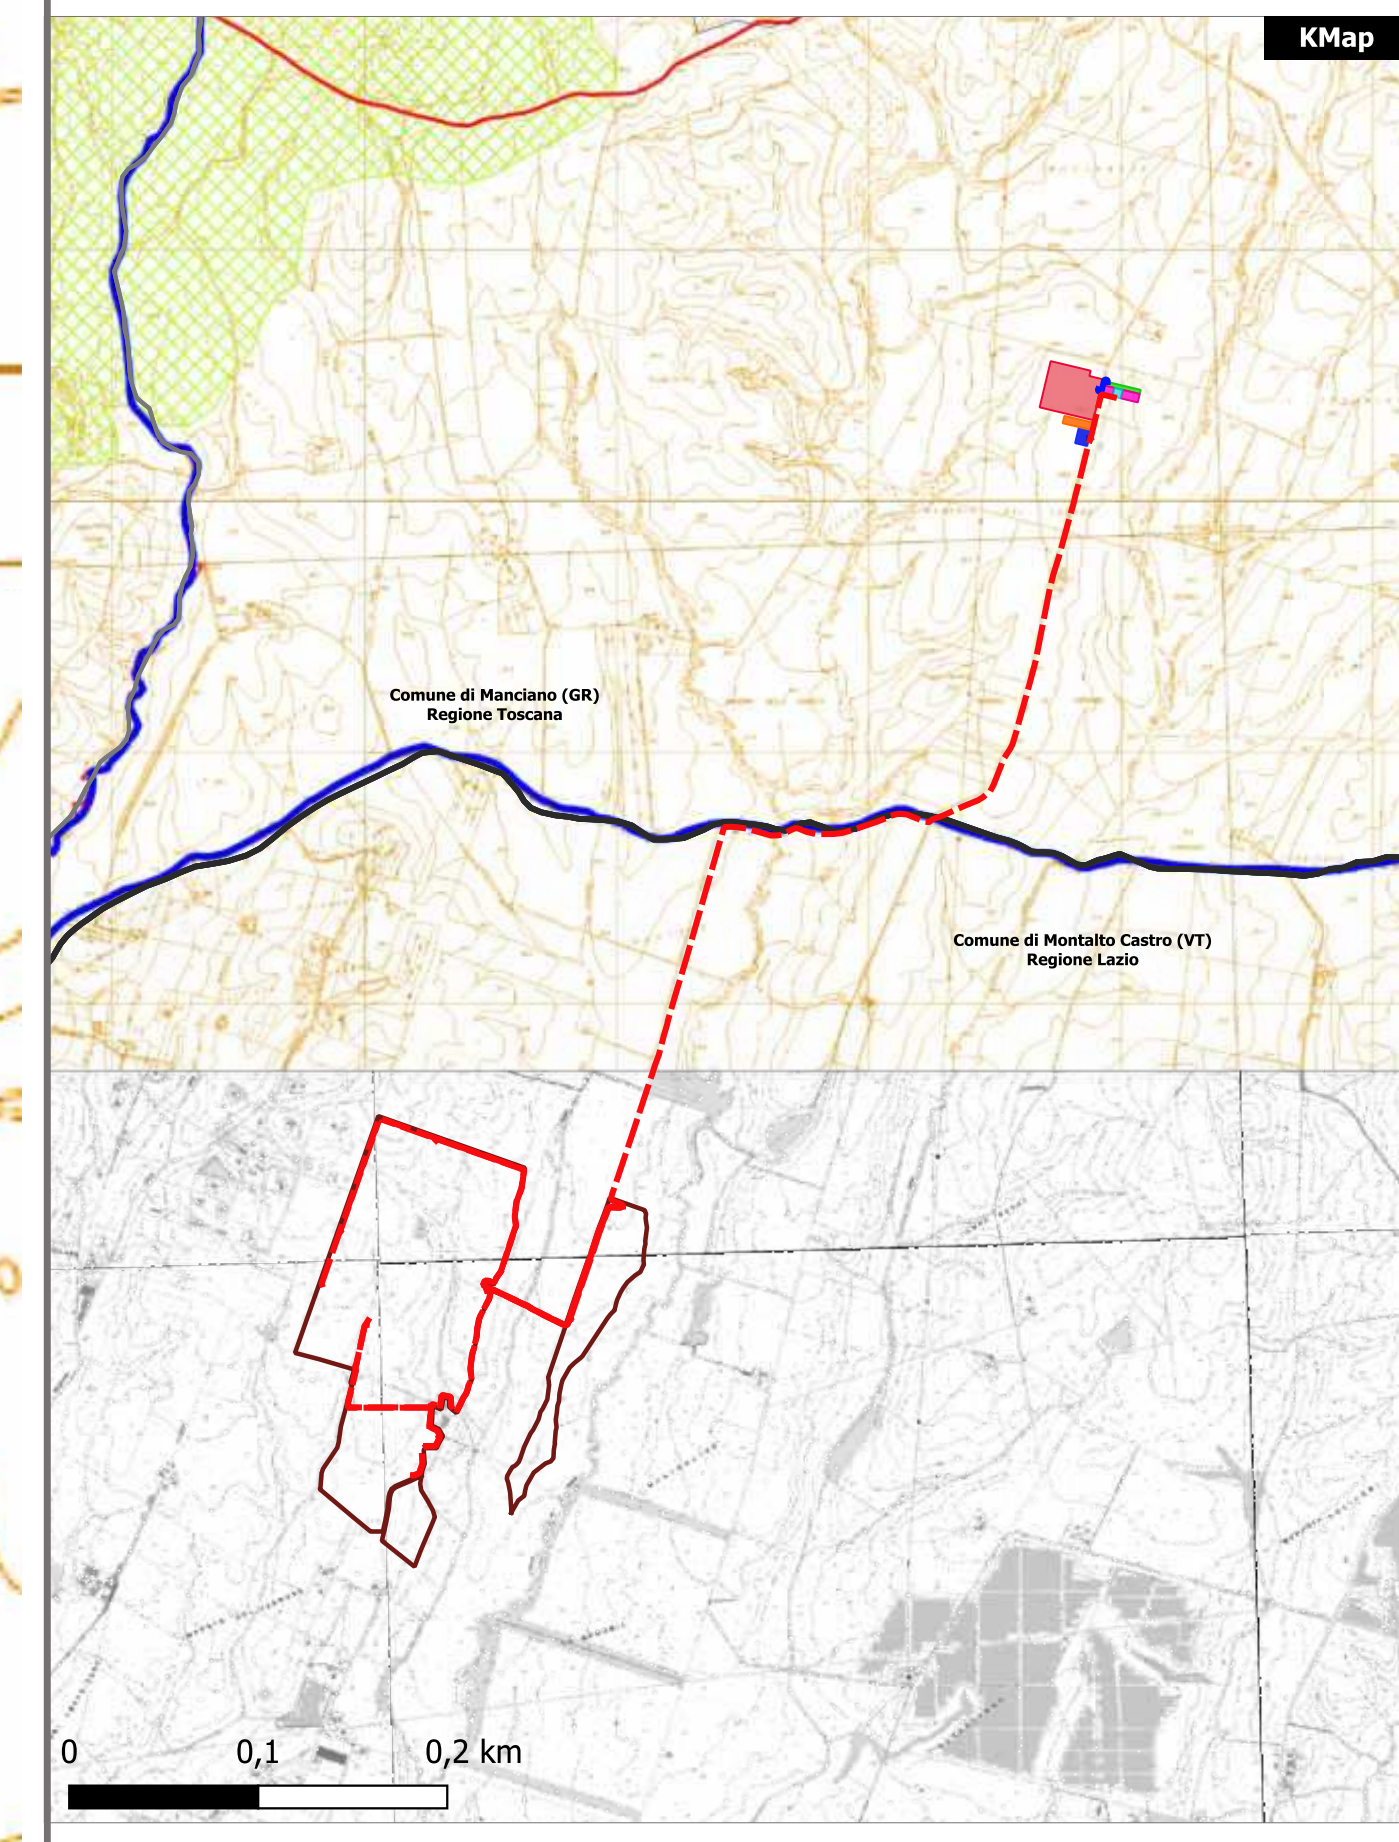 KMap
Comune di Manciano (GR)
Regione Toscana
Comune di Montalto Castro (VT)
Regione Lazio
0 0,1 0,2 km